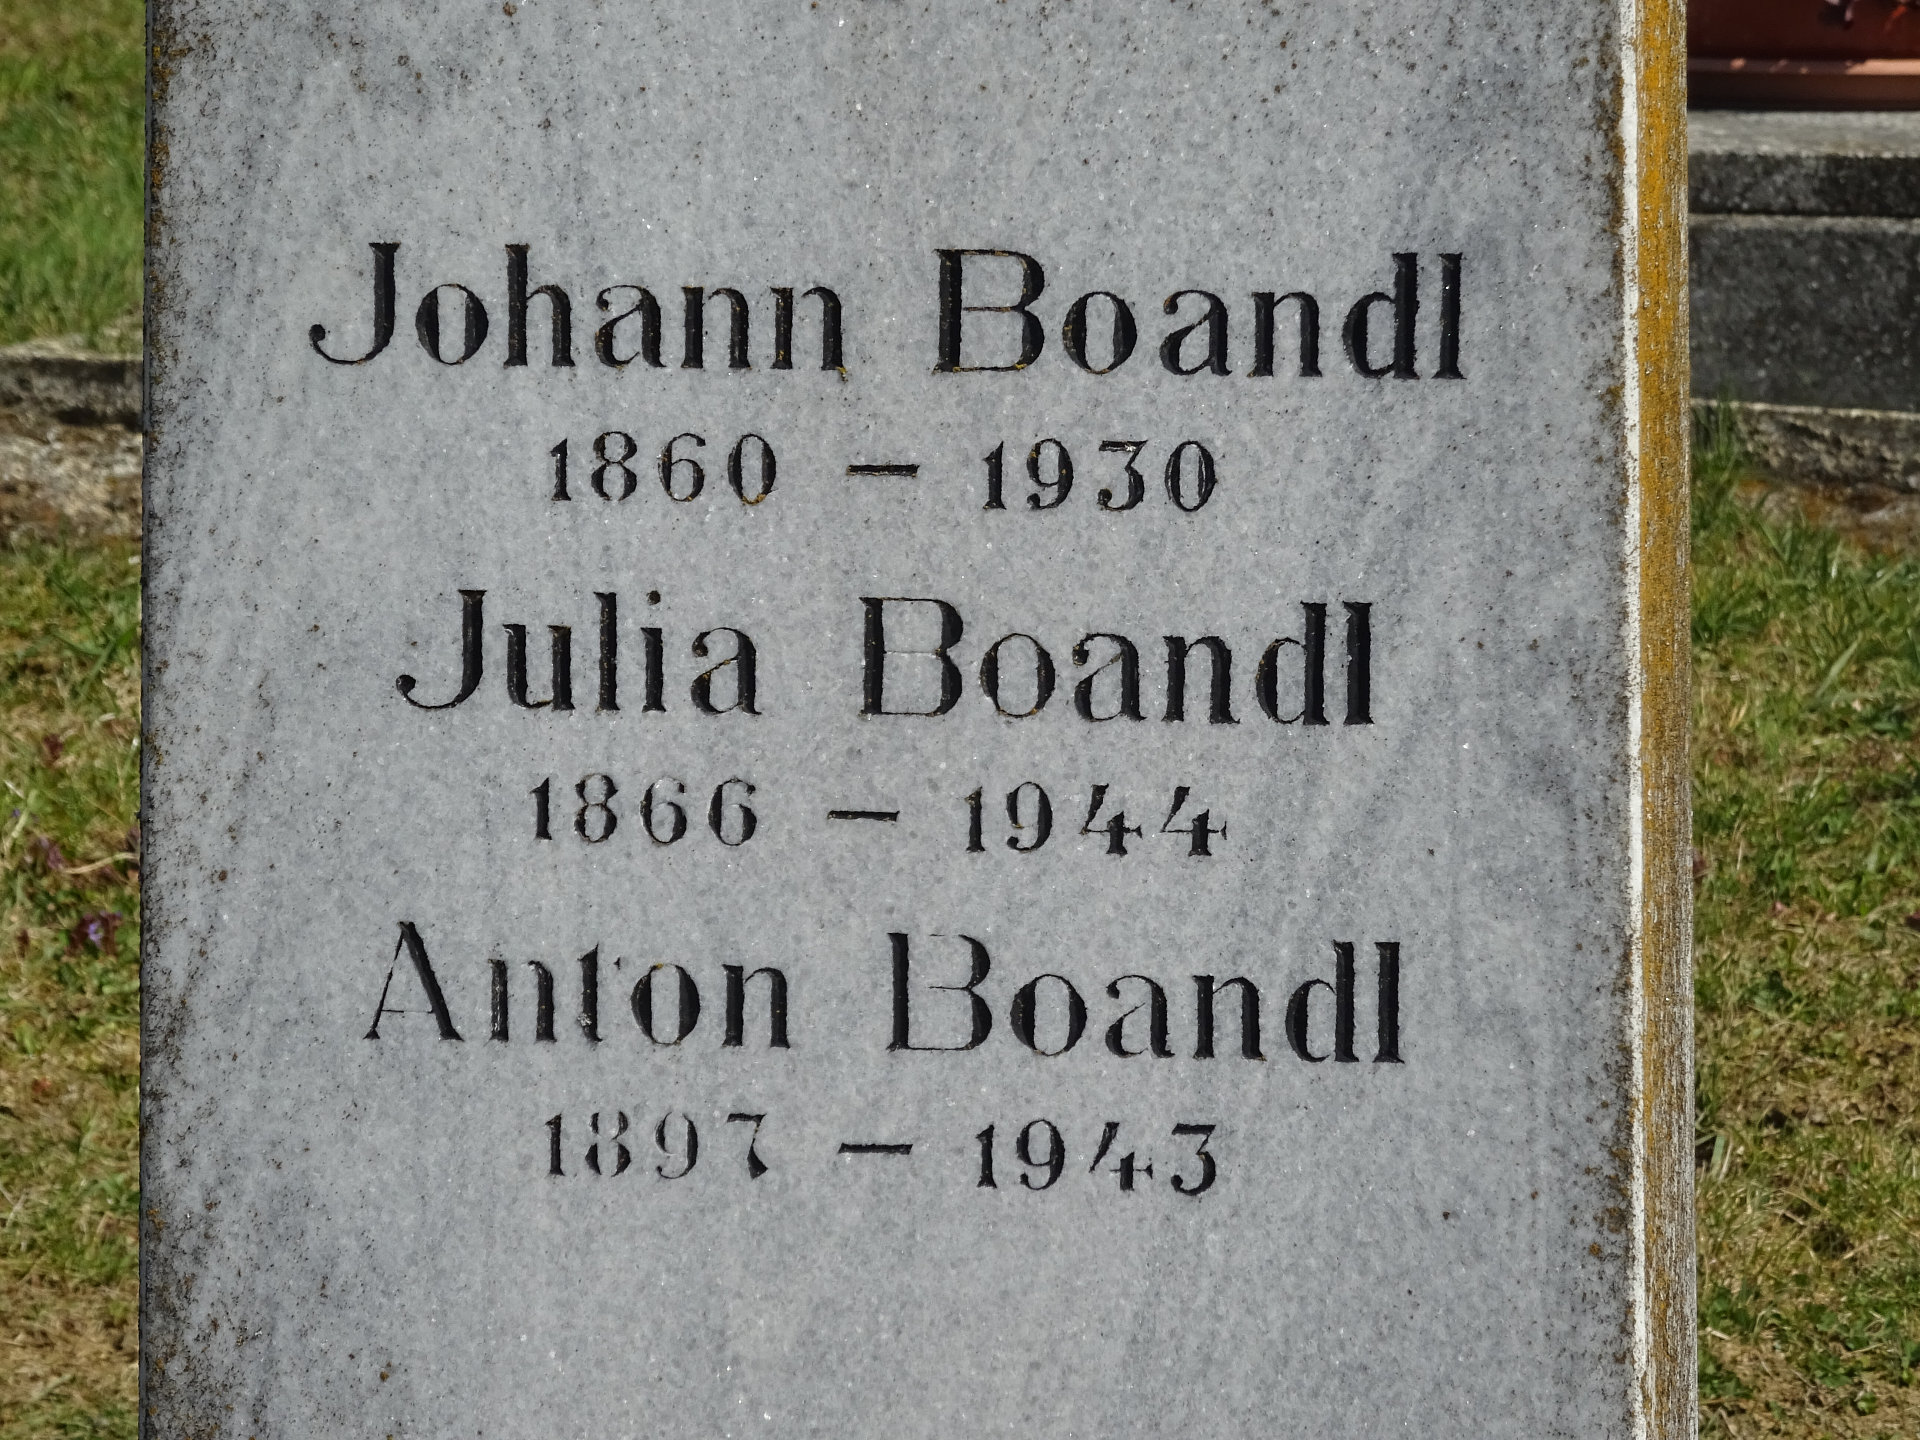 Johann Boandl
1860 – 1930
Julia Boandl
1866 – 1944
Anton Boandl
1897 – 1943